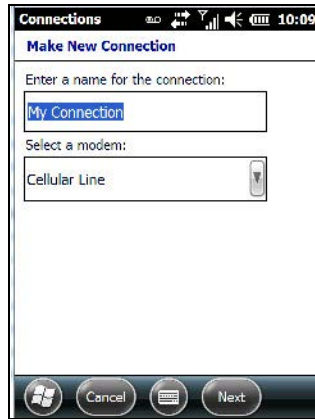 Connections 10:09
Make New Connection
Enter a name for the connection:
My Connection
Select a modem:
Cellular Line
Cancel Next